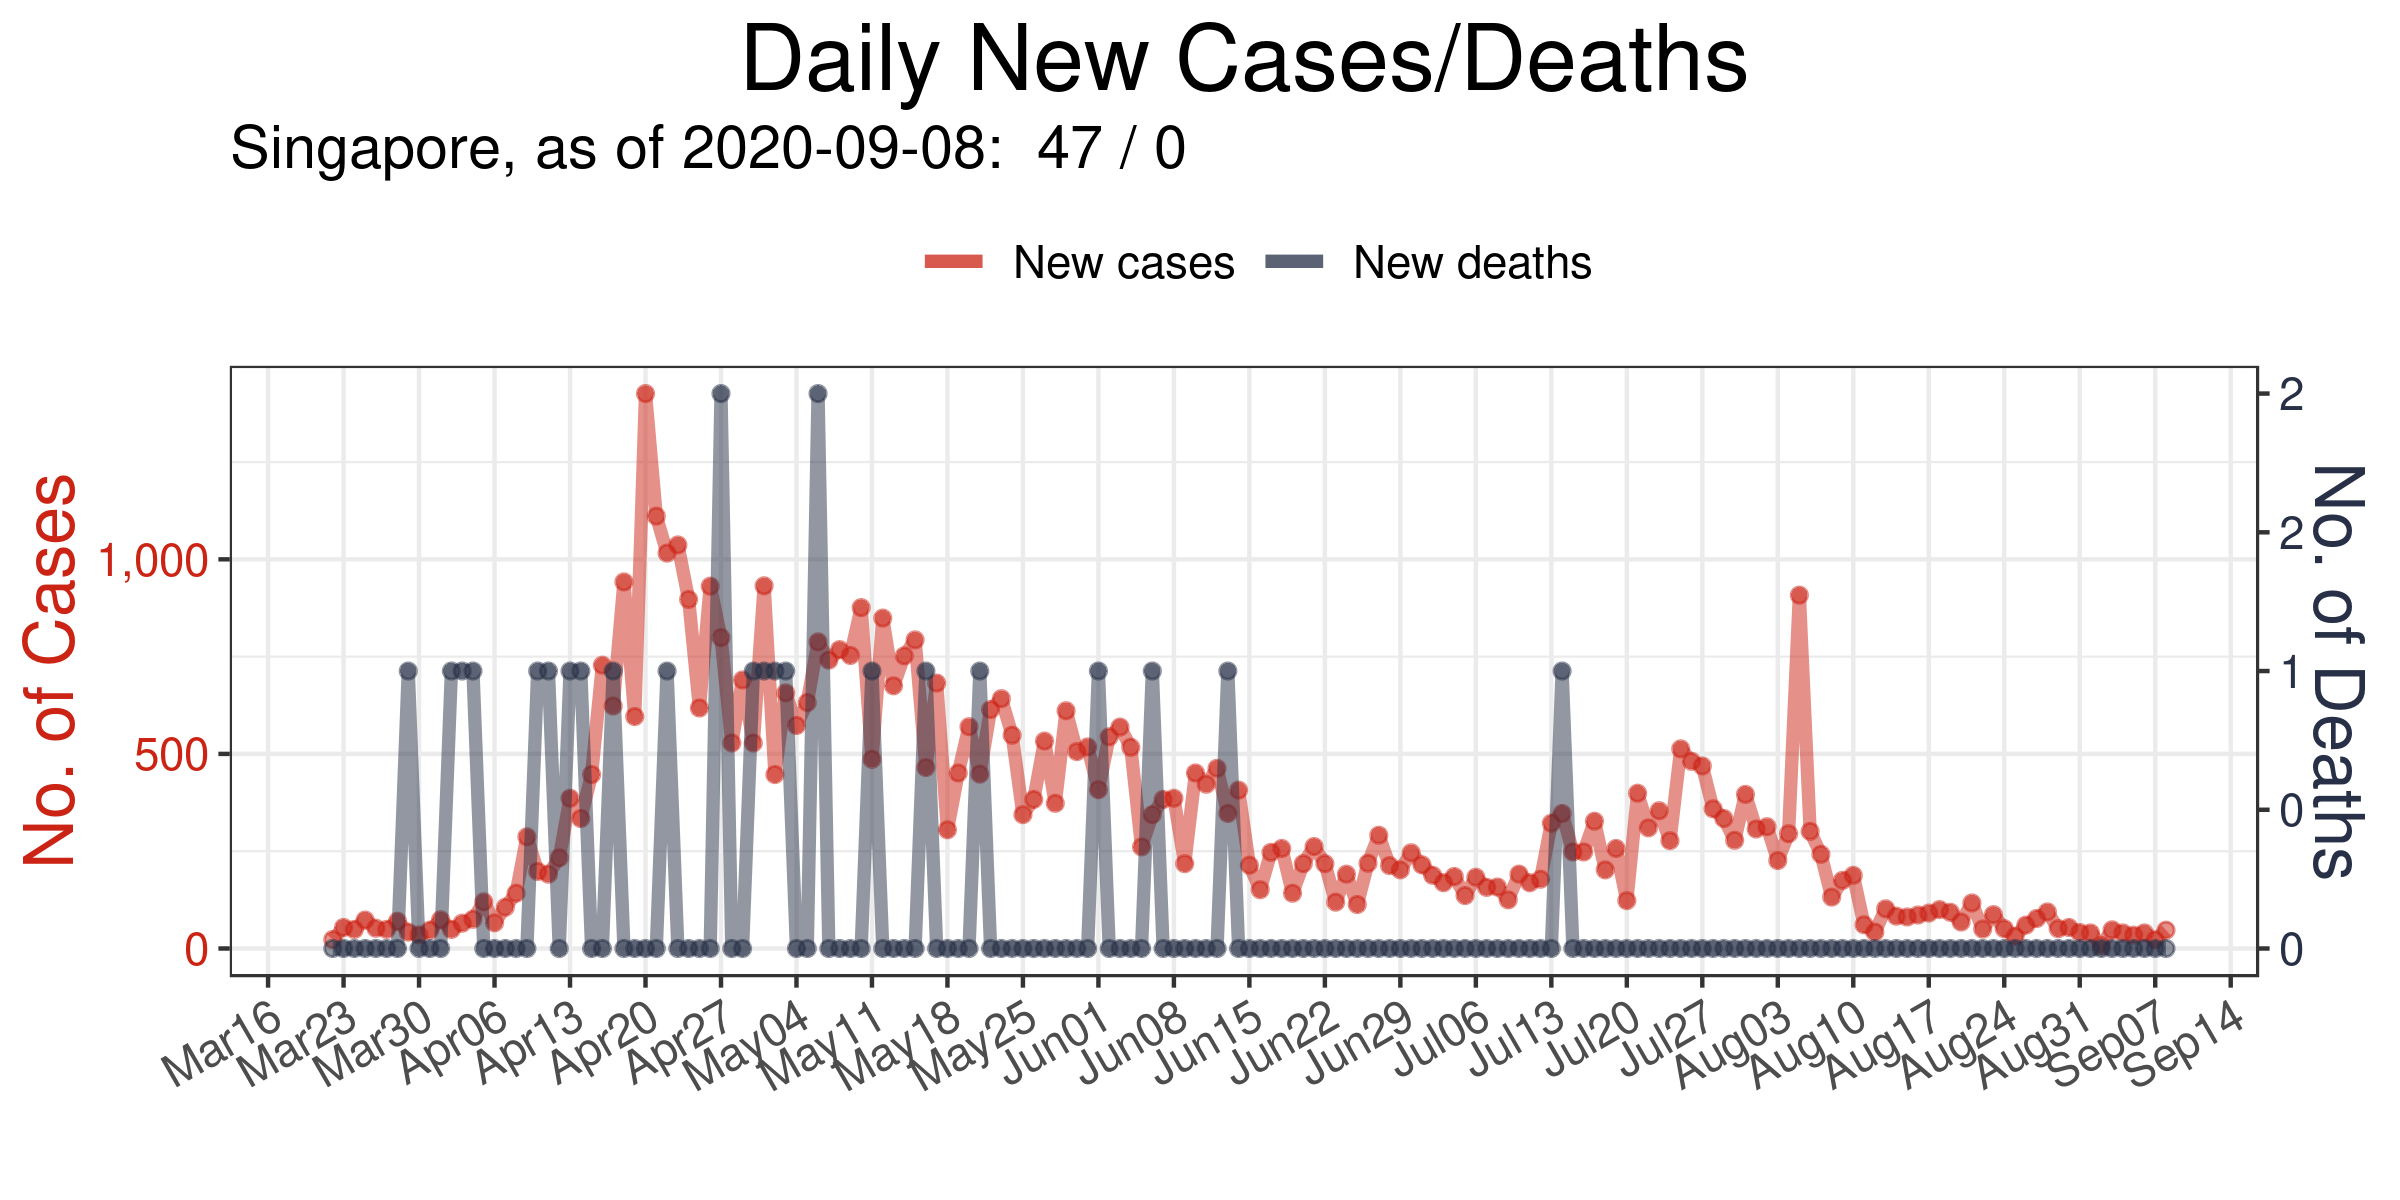 Daily New Cases/Deaths
Singapore, as of 2020-09-08:  47 / 0
New cases New deaths
No. of Cases
1,000
500
0
2
2
1
0
0
No. of Deaths
Mar16 Mar23 Mar30 Apr06 Apr13 Apr20 Apr27 May04 May11 May18 May25 Jun01 Jun08 Jun15 Jun22 Jun29 Jul06 Jul13 Jul20 Jul27 Aug03 Aug10 Aug17 Aug24 Aug31 Sep07 Sep14